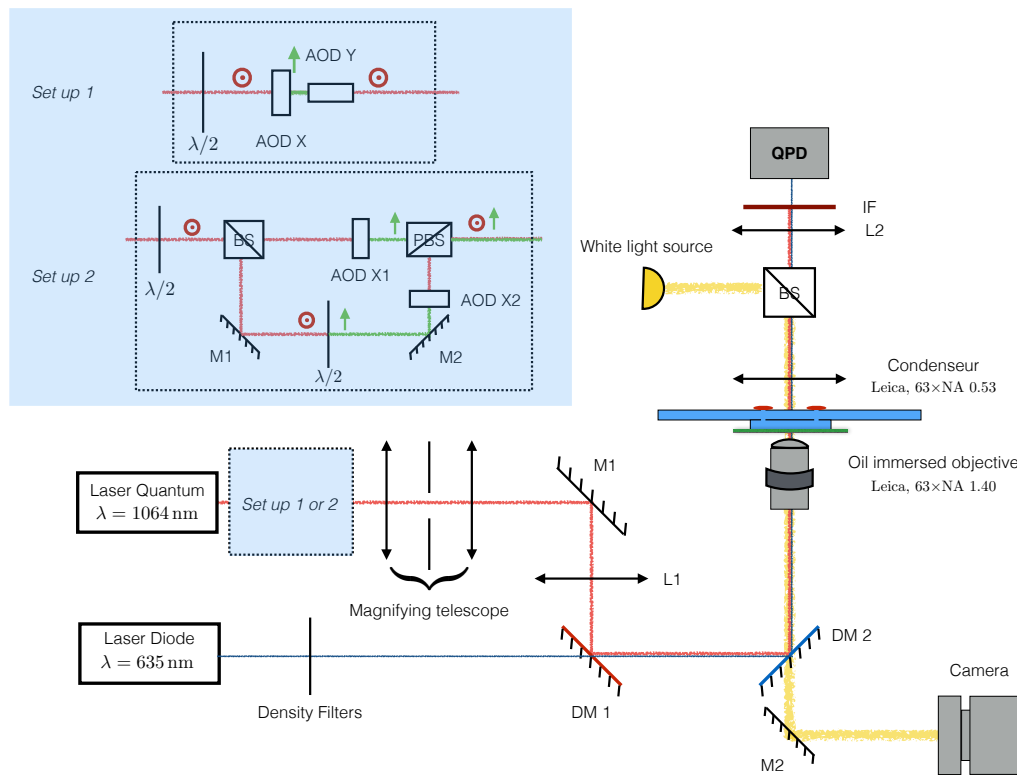 Set up 1
AOD Y
λ/2
AOD X
Set up 2
BS
PBS
AOD X1
λ/2
AOD X2
M1
M2
λ/2
QPD
IF
L2
White light source
BS
Condenseur
Leica, 63×NA 0.53
Oil immersed objective
Leica, 63×NA 1.40
Laser Quantum
λ = 1064 nm
Set up 1 or 2
M1
L1
Magnifying telescope
Laser Diode
λ = 635 nm
Density Filters
DM 1
DM 2
M2
Camera